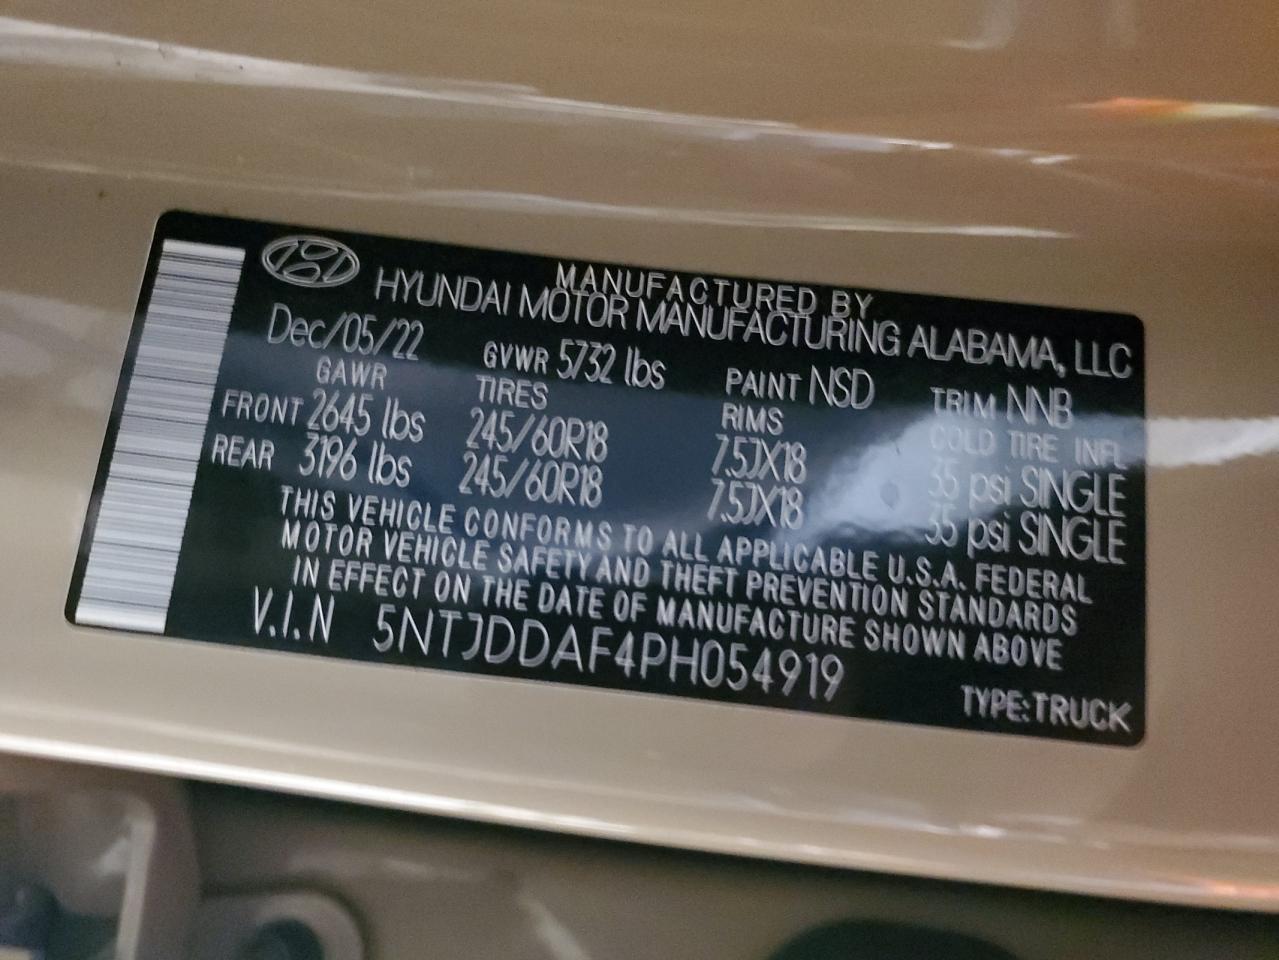 MANUFACTURED BY
HYUNDAI MOTOR MANUFACTURING ALABAMA, LLC
Dec/05/22 GVWR 5732 lbs PAINT NSD TRIM NNB
GAWR TIRES RIMS COLD TIRE INFL
FRONT 2645 lbs 245/60R18 7.5JX18 35 psi SINGLE
REAR 3196 lbs 245/60R18 7.5JX18 35 psi SINGLE
THIS VEHICLE CONFORMS TO ALL APPLICABLE U.S.A. FEDERAL
MOTOR VEHICLE SAFETY AND THEFT PREVENTION STANDARDS
IN EFFECT ON THE DATE OF MANUFACTURE SHOWN ABOVE
V.I.N 5NTJDDAF4PH054919
TYPE:TRUCK